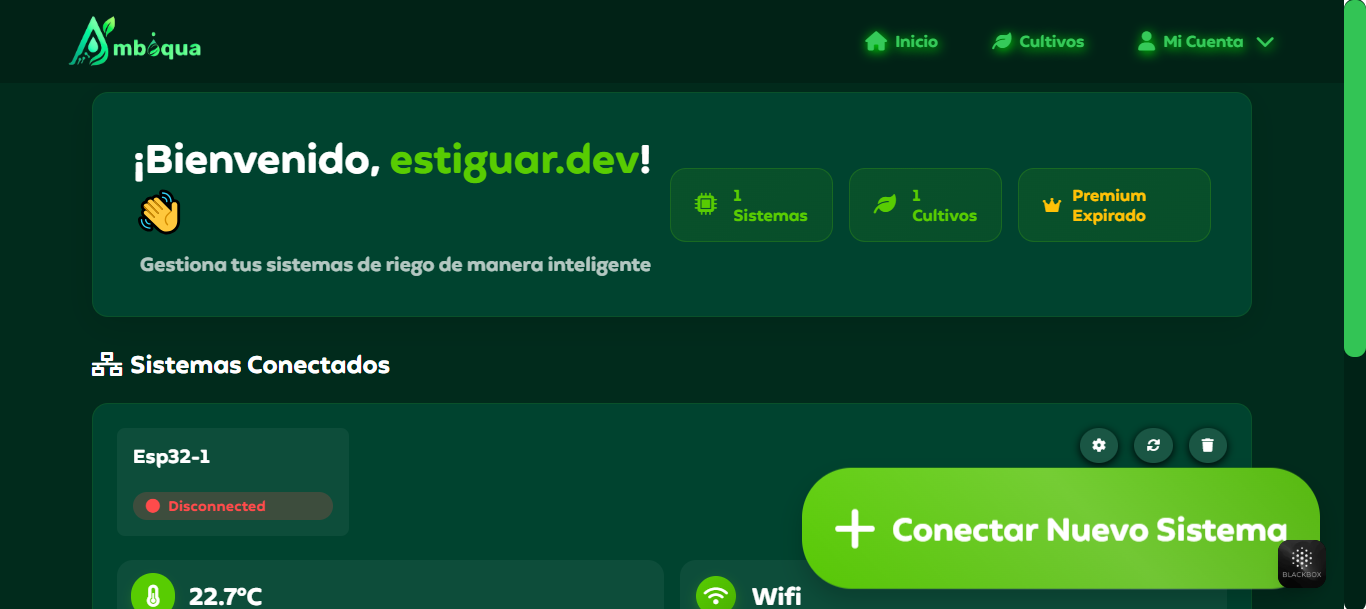 Ambiqua
Inicio
Cultivos
Mi Cuenta
¡Bienvenido, estiguar.dev!
Gestiona tus sistemas de riego de manera inteligente
1
Sistemas
1
Cultivos
Premium
Expirado
Sistemas Conectados
Esp32-1
Disconnected
Conectar Nuevo Sistema
BLACKBOX
22.7°C
Wifi